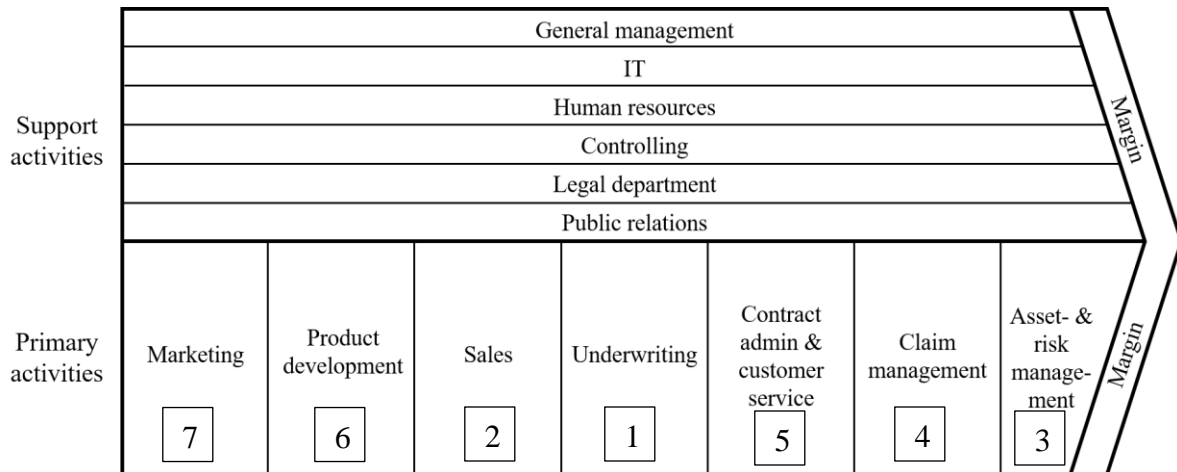 General management
IT
Human resources
Controlling
Legal department
Public relations
Support
activities
Margin
Primary
activities
Marketing
7
Product
development
6
Sales
2
Underwriting
1
Contract
admin &
customer
service
5
Claim
management
4
Asset- &
risk
manage-
ment
3
Margin